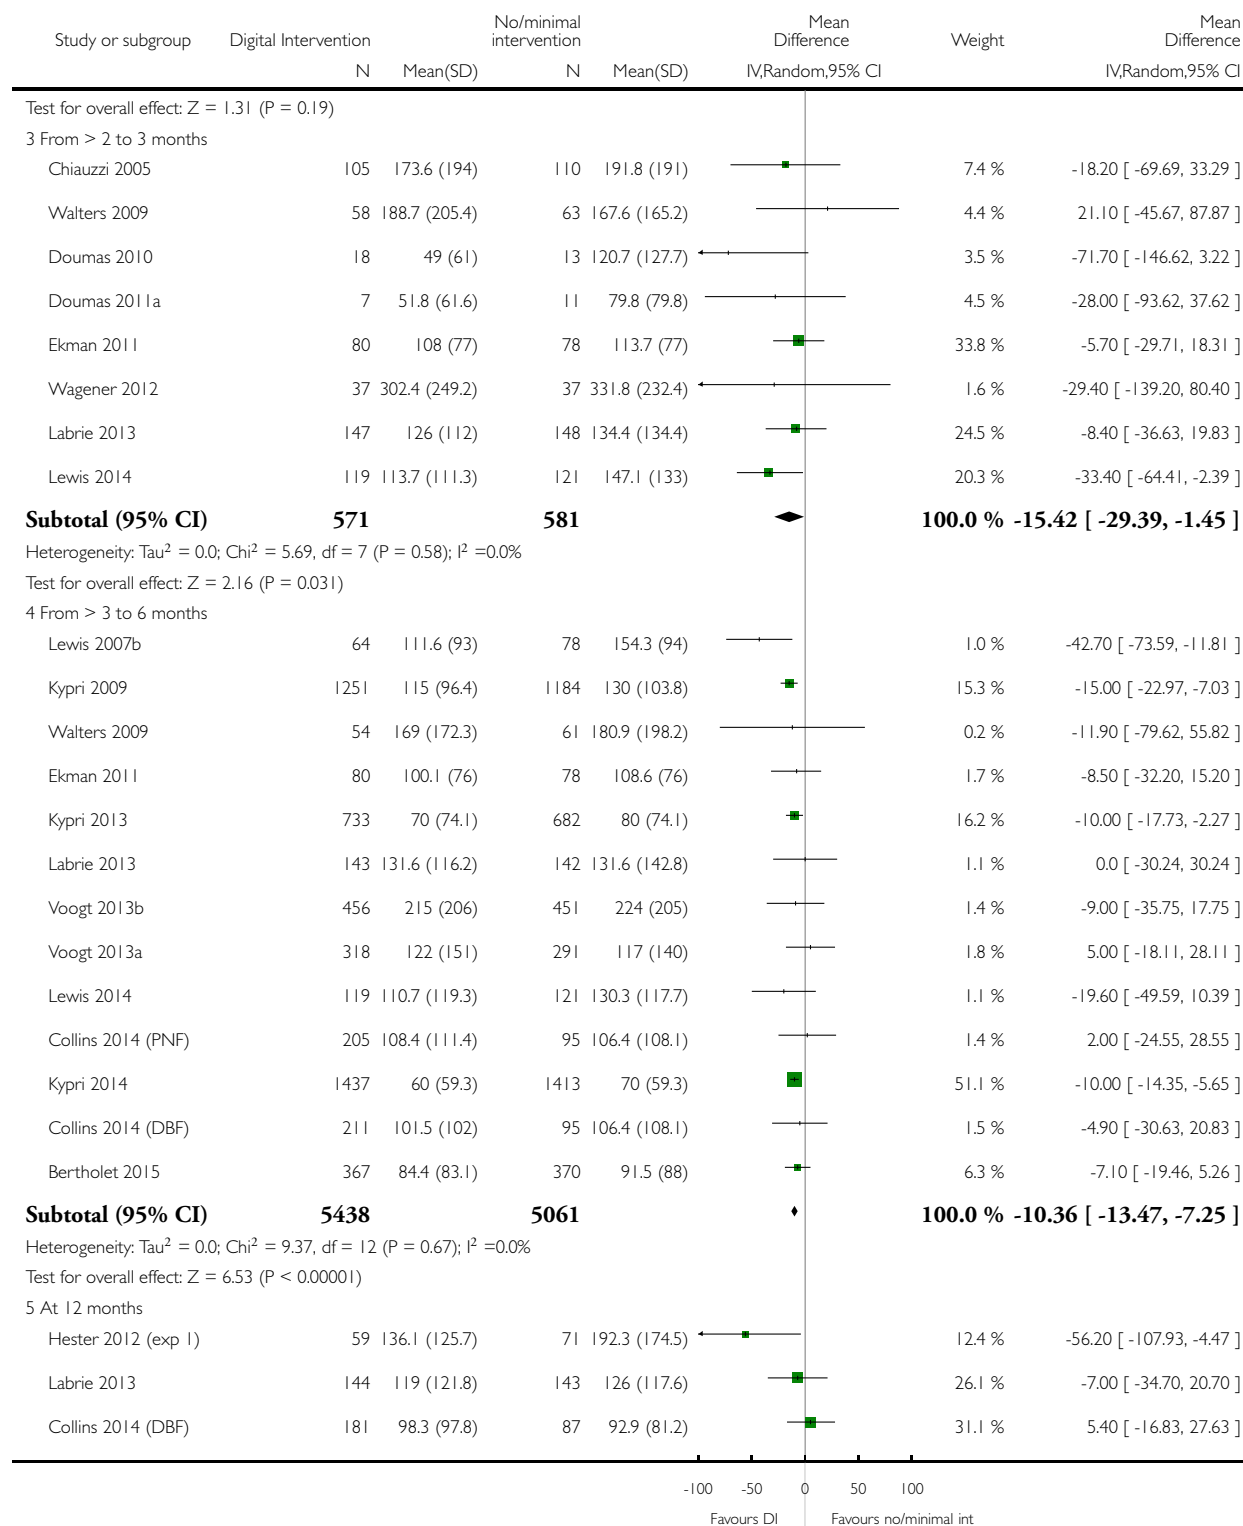 Study or subgroup Digital Intervention No/minimal intervention Mean Difference Weight Mean Difference
N Mean(SD) N Mean(SD) IV,Random,95% CI IV,Random,95% CI
Test for overall effect: Z = 1.31 (P = 0.19)
3 From > 2 to 3 months
Chiauzzi 2005 105 173.6 (194) 110 191.8 (191) 7.4 % -18.20 [ -69.69, 33.29 ]
Walters 2009 58 188.7 (205.4) 63 167.6 (165.2) 4.4 % 21.10 [ -45.67, 87.87 ]
Doumas 2010 18 49 (61) 13 120.7 (127.7) 3.5 % -71.70 [ -146.62, 3.22 ]
Doumas 2011a 7 51.8 (61.6) 11 79.8 (79.8) 4.5 % -28.00 [ -93.62, 37.62 ]
Ekman 2011 80 108 (77) 78 113.7 (77) 33.8 % -5.70 [ -29.71, 18.31 ]
Wagener 2012 37 302.4 (249.2) 37 331.8 (232.4) 1.6 % -29.40 [ -139.20, 80.40 ]
Labrie 2013 147 126 (112) 148 134.4 (134.4) 24.5 % -8.40 [ -36.63, 19.83 ]
Lewis 2014 119 113.7 (111.3) 121 147.1 (133) 20.3 % -33.40 [ -64.41, -2.39 ]
Subtotal (95% CI) 571 581 100.0 % -15.42 [ -29.39, -1.45 ]
Heterogeneity: Tau² = 0.0; Chi² = 5.69, df = 7 (P = 0.58); I² =0.0%
Test for overall effect: Z = 2.16 (P = 0.031)
4 From > 3 to 6 months
Lewis 2007b 64 111.6 (93) 78 154.3 (94) 1.0 % -42.70 [ -73.59, -11.81 ]
Kypri 2009 1251 115 (96.4) 1184 130 (103.8) 15.3 % -15.00 [ -22.97, -7.03 ]
Walters 2009 54 169 (172.3) 61 180.9 (198.2) 0.2 % -11.90 [ -79.62, 55.82 ]
Ekman 2011 80 100.1 (76) 78 108.6 (76) 1.7 % -8.50 [ -32.20, 15.20 ]
Kypri 2013 733 70 (74.1) 682 80 (74.1) 16.2 % -10.00 [ -17.73, -2.27 ]
Labrie 2013 143 131.6 (116.2) 142 131.6 (142.8) 1.1 % 0.0 [ -30.24, 30.24 ]
Voogt 2013b 456 215 (206) 451 224 (205) 1.4 % -9.00 [ -35.75, 17.75 ]
Voogt 2013a 318 122 (151) 291 117 (140) 1.8 % 5.00 [ -18.11, 28.11 ]
Lewis 2014 119 110.7 (119.3) 121 130.3 (117.7) 1.1 % -19.60 [ -49.59, 10.39 ]
Collins 2014 (PNF) 205 108.4 (111.4) 95 106.4 (108.1) 1.4 % 2.00 [ -24.55, 28.55 ]
Kypri 2014 1437 60 (59.3) 1413 70 (59.3) 51.1 % -10.00 [ -14.35, -5.65 ]
Collins 2014 (DBF) 211 101.5 (102) 95 106.4 (108.1) 1.5 % -4.90 [ -30.63, 20.83 ]
Bertholet 2015 367 84.4 (83.1) 370 91.5 (88) 6.3 % -7.10 [ -19.46, 5.26 ]
Subtotal (95% CI) 5438 5061 100.0 % -10.36 [ -13.47, -7.25 ]
Heterogeneity: Tau² = 0.0; Chi² = 9.37, df = 12 (P = 0.67); I² =0.0%
Test for overall effect: Z = 6.53 (P < 0.00001)
5 At 12 months
Hester 2012 (exp 1) 59 136.1 (125.7) 71 192.3 (174.5) 12.4 % -56.20 [ -107.93, -4.47 ]
Labrie 2013 144 119 (121.8) 143 126 (117.6) 26.1 % -7.00 [ -34.70, 20.70 ]
Collins 2014 (DBF) 181 98.3 (97.8) 87 92.9 (81.2) 31.1 % 5.40 [ -16.83, 27.63 ]
-100 -50 0 50 100
Favours DI Favours no/minimal int